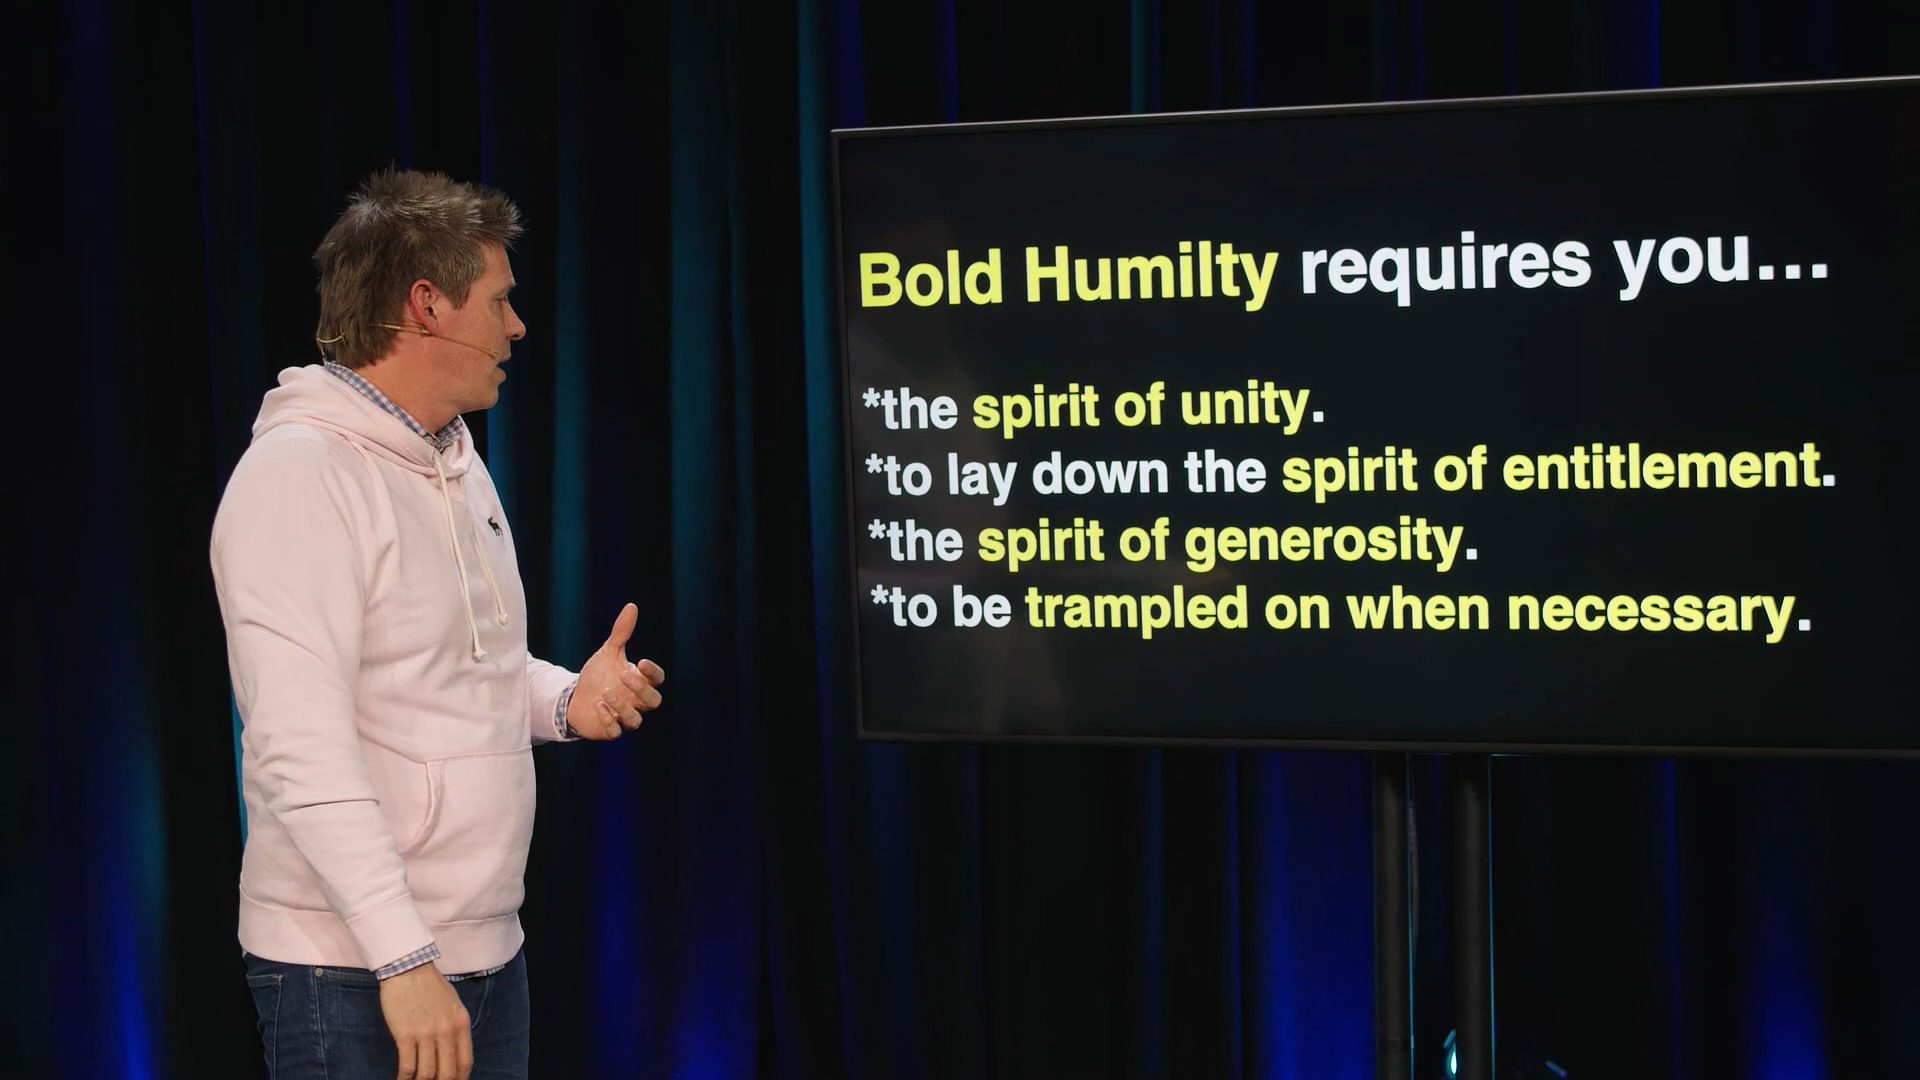 Bold Humilty requires you...
*the spirit of unity.
*to lay down the spirit of entitlement.
*the spirit of generosity.
*to be trampled on when necessary.